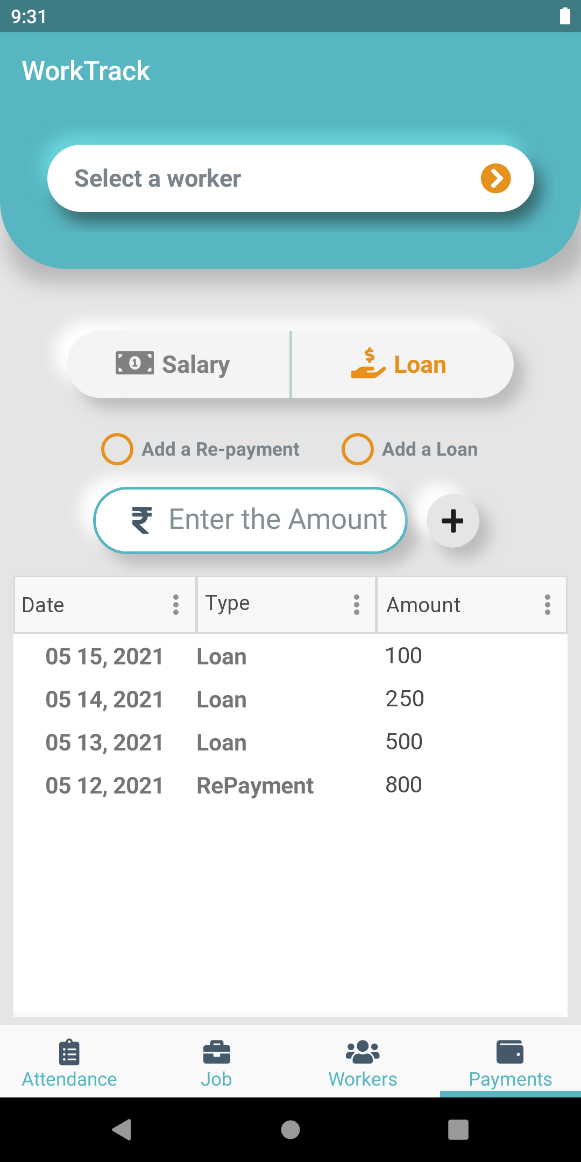 9:31
WorkTrack
Select a worker
Salary Loan
Add a Re-payment Add a Loan
₹ Enter the Amount +
Date Type Amount
05 15, 2021 Loan 100
05 14, 2021 Loan 250
05 13, 2021 Loan 500
05 12, 2021 RePayment 800
Attendance Job Workers Payments